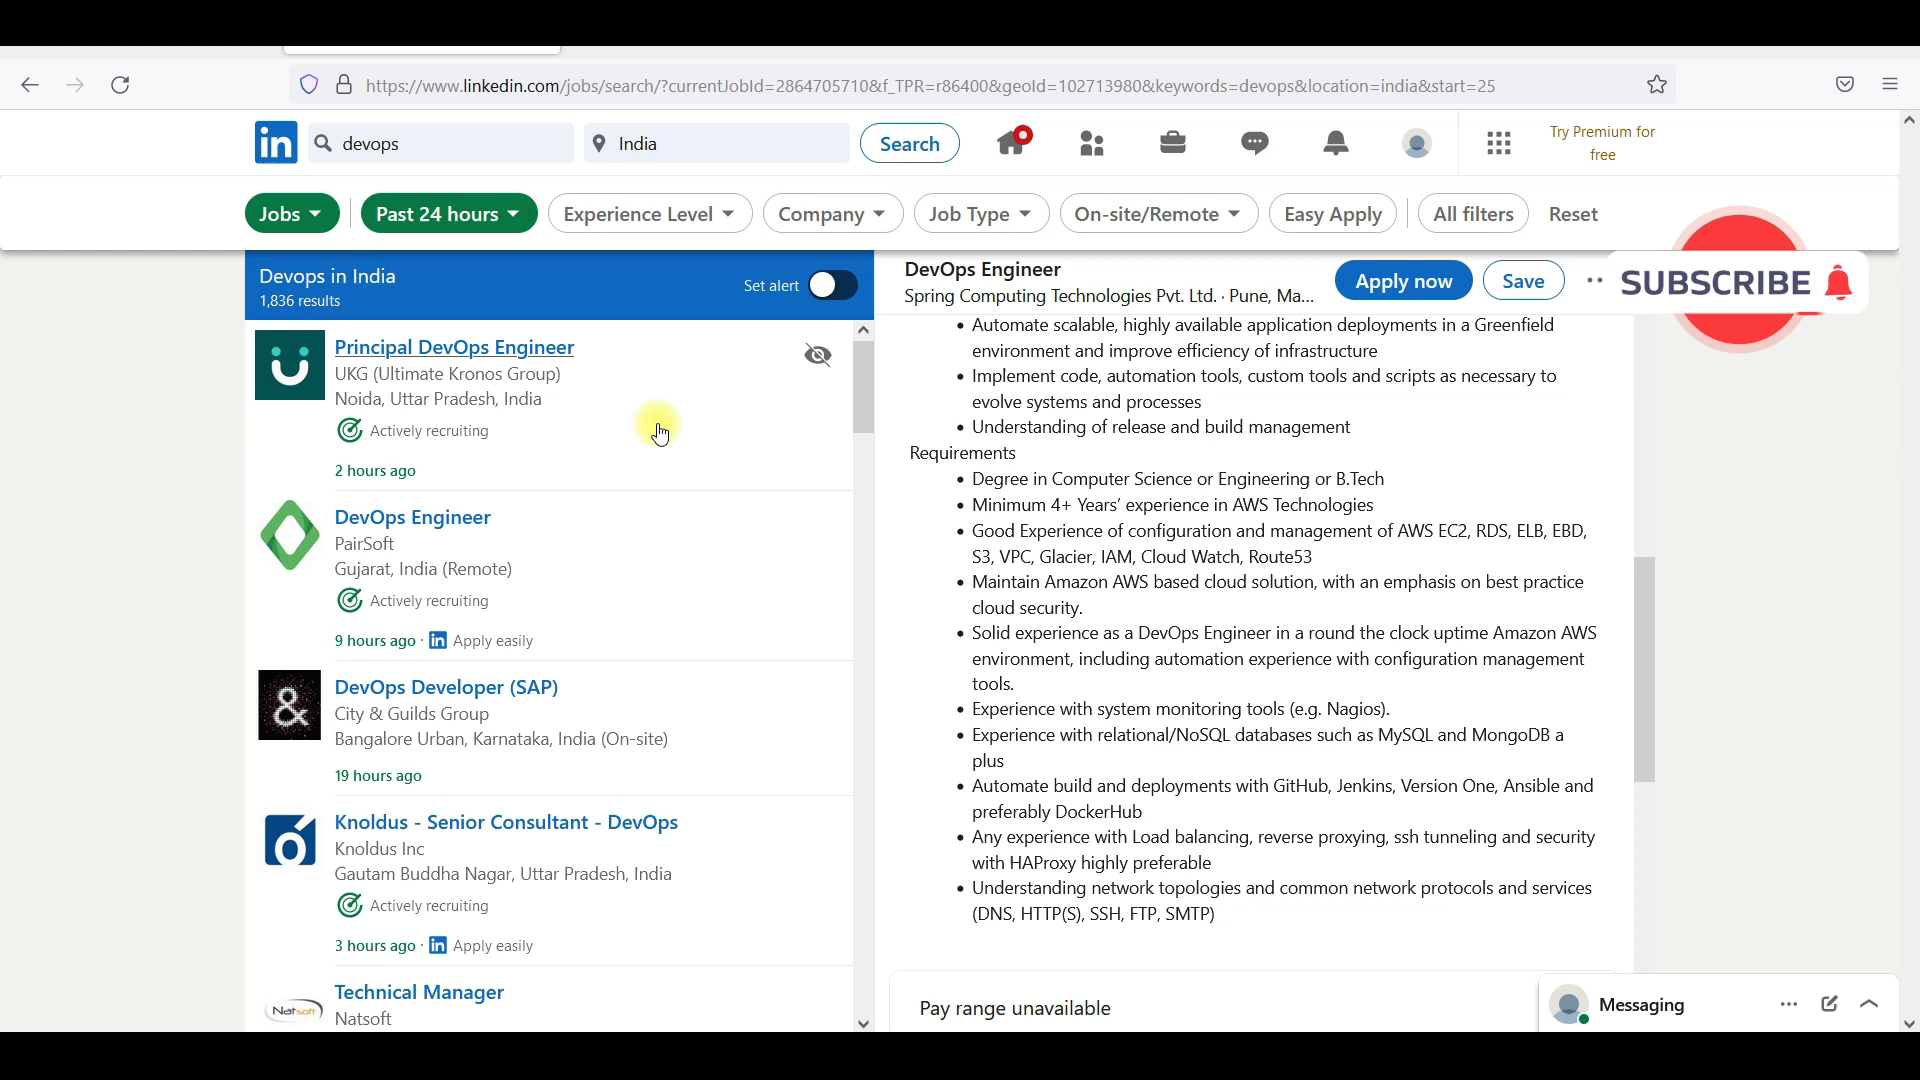 https://www.linkedin.com/jobs/search/?currentJobId=2864705710&f_TPR=r86400&geoId=102713980&keywords=devops&location=india&start=25
in
devops
India
Search
Try Premium for
free
Jobs
Past 24 hours
Experience Level
Company
Job Type
On-site/Remote
Easy Apply
All filters
Reset
Devops in India
1,836 results
Set alert
Principal DevOps Engineer
UKG (Ultimate Kronos Group)
Noida, Uttar Pradesh, India
Actively recruiting
2 hours ago
DevOps Engineer
PairSoft
Gujarat, India (Remote)
Actively recruiting
9 hours ago · in Apply easily
&
DevOps Developer (SAP)
City & Guilds Group
Bangalore Urban, Karnataka, India (On-site)
19 hours ago
Knoldus - Senior Consultant - DevOps
Knoldus Inc
Gautam Buddha Nagar, Uttar Pradesh, India
Actively recruiting
3 hours ago · in Apply easily
Natsoft
Technical Manager
Natsoft
DevOps Engineer
Spring Computing Technologies Pvt. Ltd. · Pune, Ma...
Apply now
Save
SUBSCRIBE
• Automate scalable, highly available application deployments in a Greenfield
environment and improve efficiency of infrastructure
• Implement code, automation tools, custom tools and scripts as necessary to
evolve systems and processes
• Understanding of release and build management
Requirements
• Degree in Computer Science or Engineering or B.Tech
• Minimum 4+ Years' experience in AWS Technologies
• Good Experience of configuration and management of AWS EC2, RDS, ELB, EBD,
S3, VPC, Glacier, IAM, Cloud Watch, Route53
• Maintain Amazon AWS based cloud solution, with an emphasis on best practice
cloud security.
• Solid experience as a DevOps Engineer in a round the clock uptime Amazon AWS
environment, including automation experience with configuration management
tools.
• Experience with system monitoring tools (e.g. Nagios).
• Experience with relational/NoSQL databases such as MySQL and MongoDB a
plus
• Automate build and deployments with GitHub, Jenkins, Version One, Ansible and
preferably DockerHub
• Any experience with Load balancing, reverse proxying, ssh tunneling and security
with HAProxy highly preferable
• Understanding network topologies and common network protocols and services
(DNS, HTTP(S), SSH, FTP, SMTP)
Pay range unavailable
Messaging